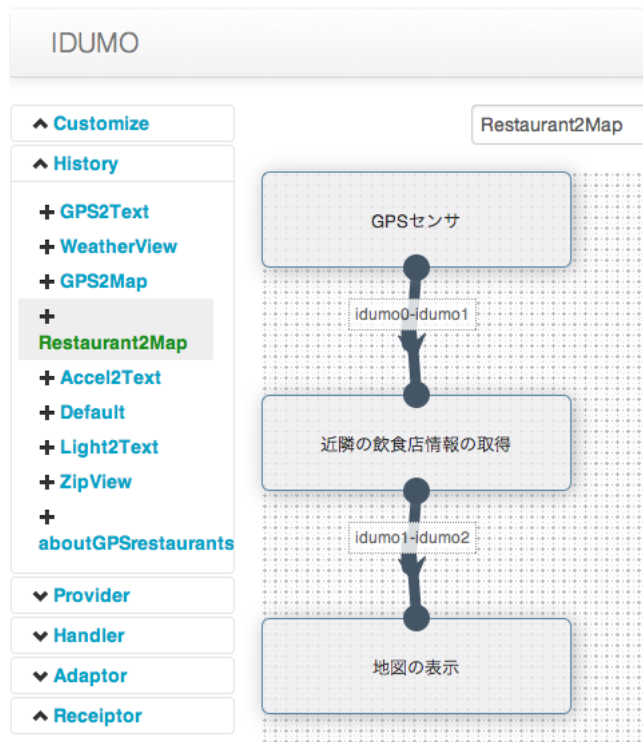 IDUMO
Customize
History
GPS2Text
WeatherView
GPS2Map
Restaurant2Map
Accel2Text
Default
Light2Text
ZipView
aboutGPSrestaurants
Provider
Handler
Adaptor
Receiptor
Restaurant2Map
GPSセンサ
idumo0-idumo1
近隣の飲食店情報の取得
idumo1-idumo2
地図の表示